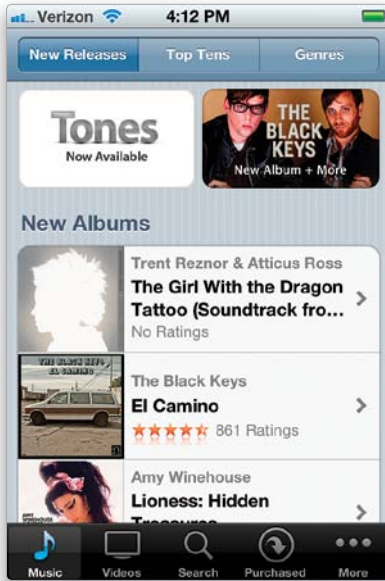 Verizon 4:12 PM
New Releases Top Tens Genres
Tones
Now Available
THE
BLACK
KEYS
New Album + More
New Albums
Trent Reznor & Atticus Ross
The Girl With the Dragon
Tattoo (Soundtrack fro...
No Ratings
THE BLACK KEYS
EL CAMINO
The Black Keys
El Camino
861 Ratings
Amy Winehouse
Lioness: Hidden
Treasures
Music Videos Search Purchased More